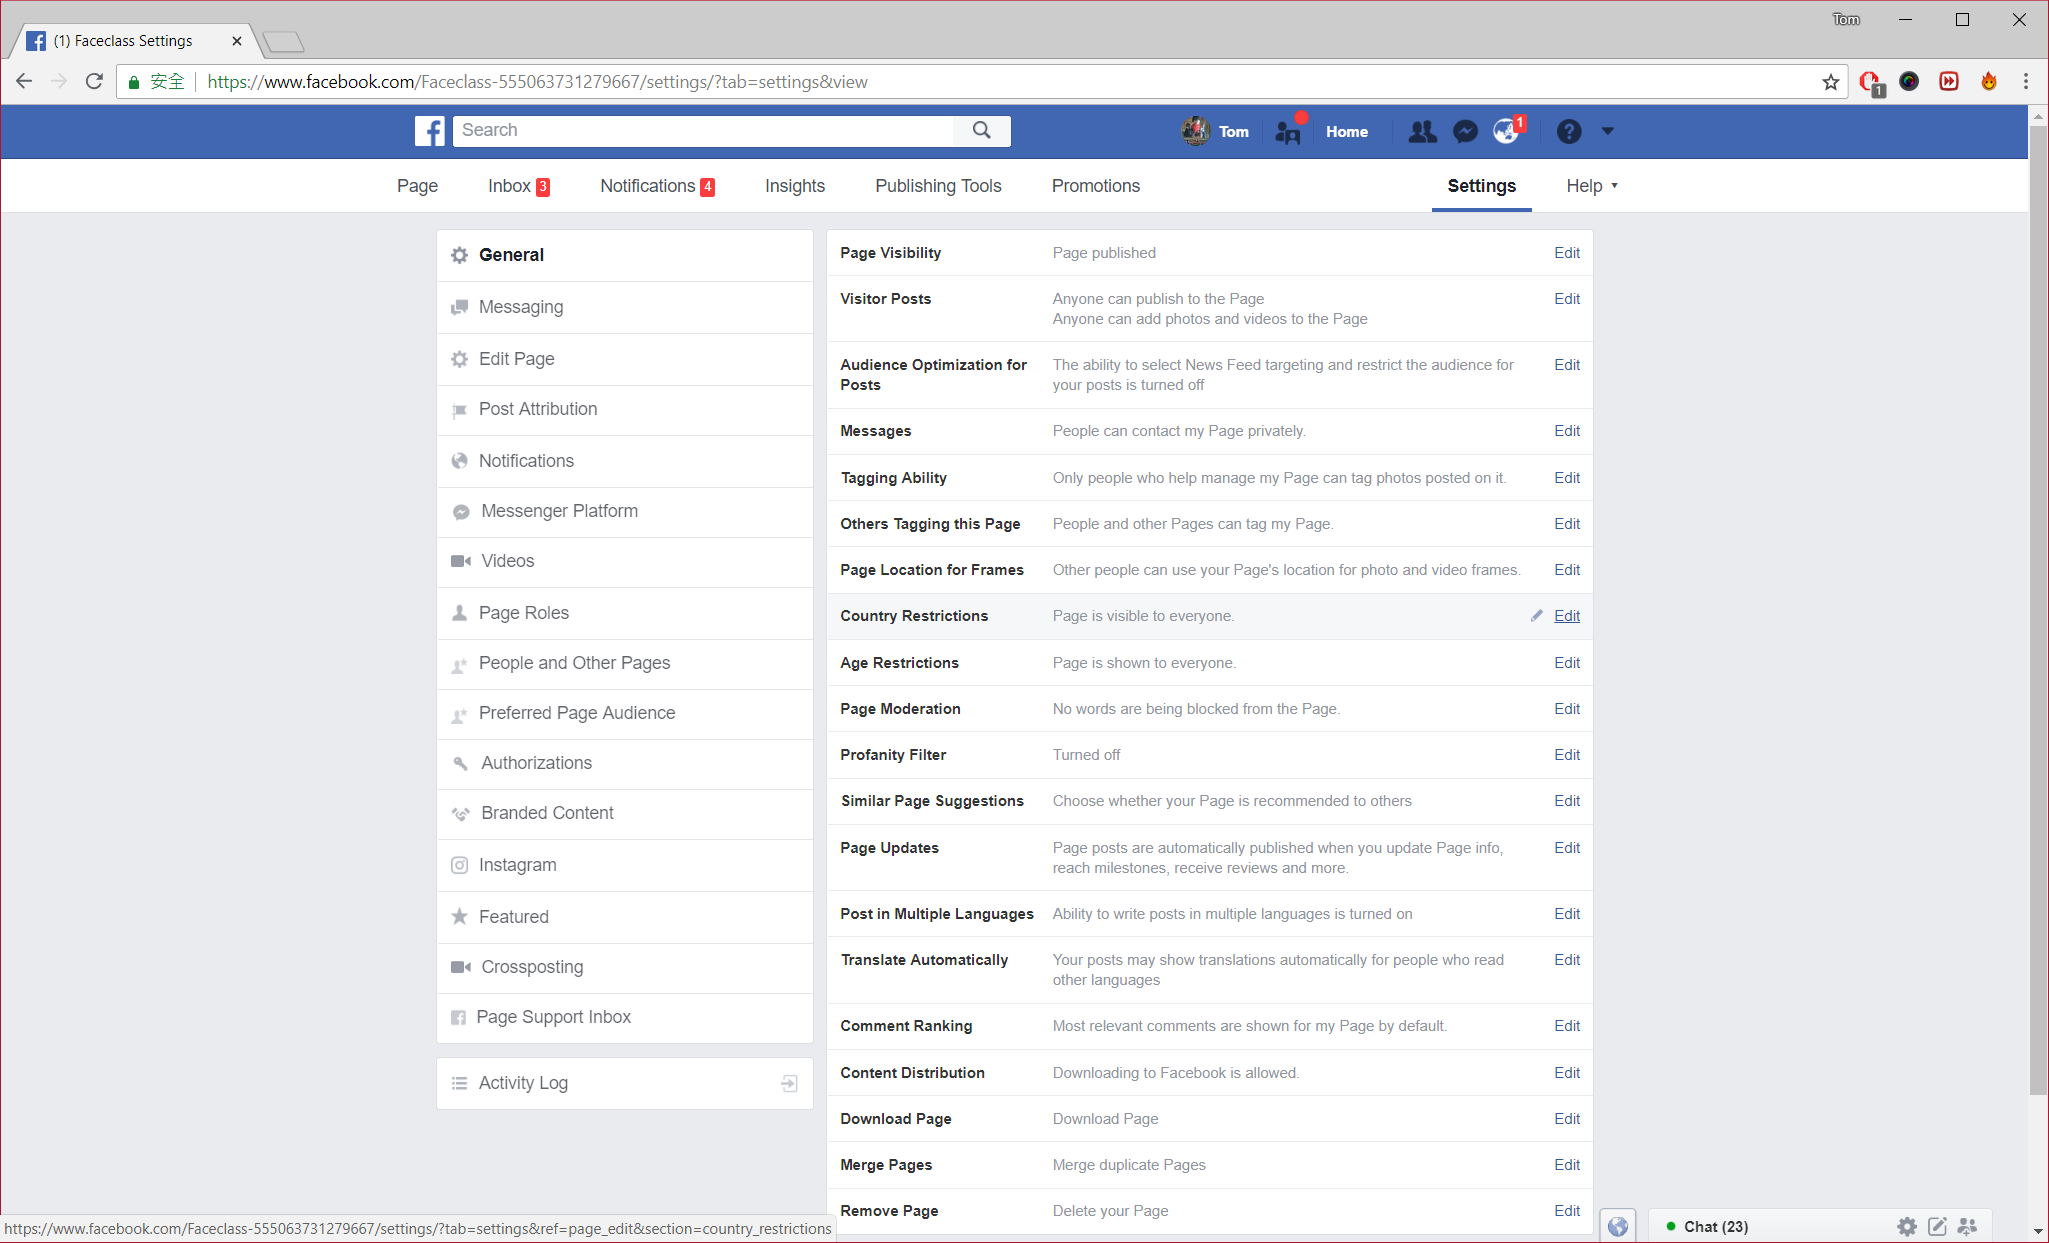 Tom
(1) Faceclass Settings
安全
https://www.facebook.com/Faceclass-555063731279667/settings/?tab=settings&view
1
Search
Tom
Home
1
Page
Inbox 3
Notifications 4
Insights
Publishing Tools
Promotions
Settings
Help
General
Messaging
Edit Page
Post Attribution
Notifications
Messenger Platform
Videos
Page Roles
People and Other Pages
Preferred Page Audience
Authorizations
Branded Content
Instagram
Featured
Crossposting
Page Support Inbox
Activity Log
Page Visibility
Page published
Edit
Visitor Posts
Anyone can publish to the Page
Anyone can add photos and videos to the Page
Edit
Audience Optimization for
Posts
The ability to select News Feed targeting and restrict the audience for
your posts is turned off
Edit
Messages
People can contact my Page privately.
Edit
Tagging Ability
Only people who help manage my Page can tag photos posted on it.
Edit
Others Tagging this Page
People and other Pages can tag my Page.
Edit
Page Location for Frames
Other people can use your Page's location for photo and video frames.
Edit
Country Restrictions
Page is visible to everyone.
Edit
Age Restrictions
Page is shown to everyone.
Edit
Page Moderation
No words are being blocked from the Page.
Edit
Profanity Filter
Turned off
Edit
Similar Page Suggestions
Choose whether your Page is recommended to others
Edit
Page Updates
Page posts are automatically published when you update Page info,
reach milestones, receive reviews and more.
Edit
Post in Multiple Languages
Ability to write posts in multiple languages is turned on
Edit
Translate Automatically
Your posts may show translations automatically for people who read
other languages
Edit
Comment Ranking
Most relevant comments are shown for my Page by default.
Edit
Content Distribution
Downloading to Facebook is allowed.
Edit
Download Page
Download Page
Edit
Merge Pages
Merge duplicate Pages
Edit
Remove Page
Delete your Page
Edit
https://www.facebook.com/Faceclass-555063731279667/settings/?tab=settings&ref=page_edit&section=country_restrictions
Chat (23)